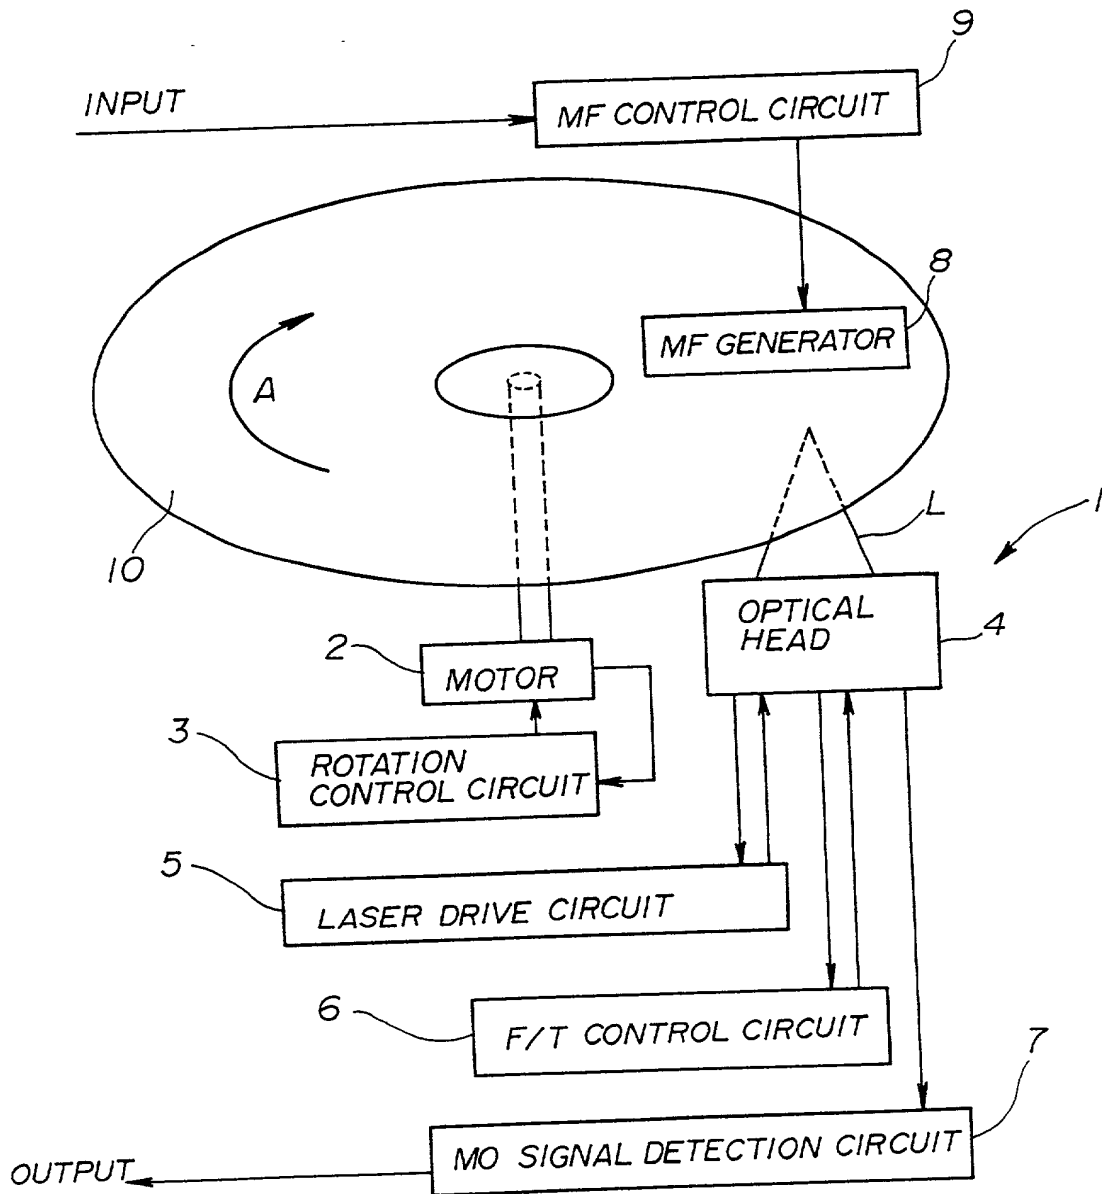 9
INPUT
MF CONTROL CIRCUIT
8
MF GENERATOR
A
10
L
1
OPTICAL
HEAD
4
2
MOTOR
3
ROTATION
CONTROL CIRCUIT
5
LASER DRIVE CIRCUIT
6
F/T CONTROL CIRCUIT
7
MO SIGNAL DETECTION CIRCUIT
OUTPUT